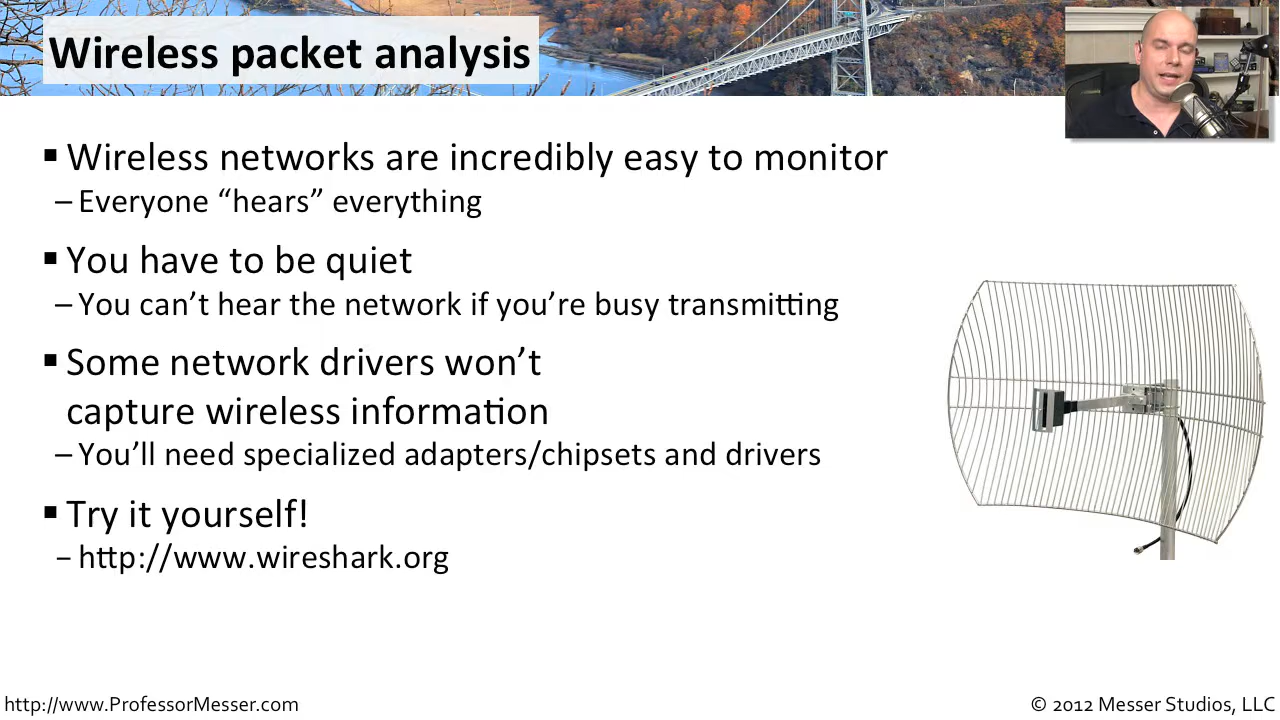 Wireless packet analysis
▪ Wireless networks are incredibly easy to monitor
– Everyone “hears” everything
▪ You have to be quiet
– You can’t hear the network if you’re busy transmitting
▪ Some network drivers won’t
capture wireless information
– You’ll need specialized adapters/chipsets and drivers
▪ Try it yourself!
– http://www.wireshark.org
http://www.ProfessorMesser.com
© 2012 Messer Studios, LLC